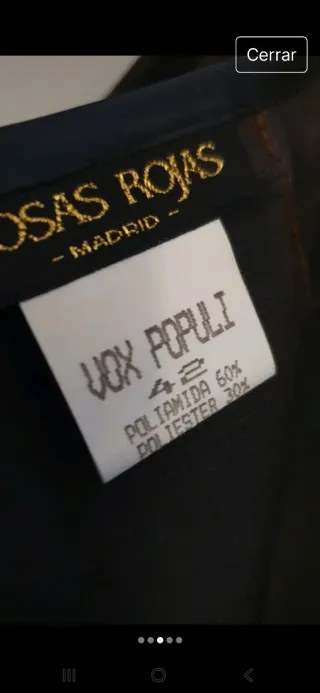 Cerrar
OSAS ROJAS
- MADRID -
VOX POPULI
42
POLIAMIDA 60%
POLIESTER 30%